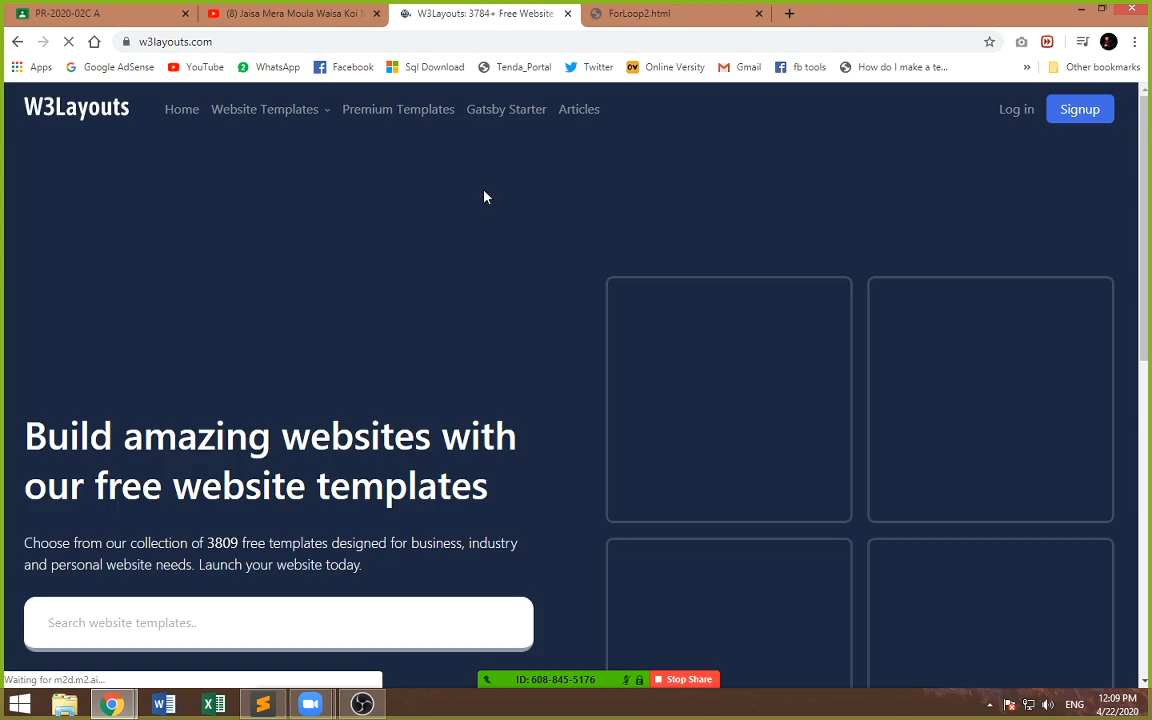 PR-2020-02C A
(8) Jaisa Mera Moula Waisa Koi
W3Layouts: 3784+ Free Website
ForLoop2.html
w3layouts.com
Apps
Google AdSense
YouTube
WhatsApp
Facebook
Sql Download
Tenda_Portal
Twitter
Online Versity
Gmail
fb tools
How do I make a te...
»
Other bookmarks
W3Layouts
Home
Website Templates
Premium Templates
Gatsby Starter
Articles
Log in
Signup
Build amazing websites with
our free website templates
Choose from our collection of 3809 free templates designed for business, industry
and personal website needs. Launch your website today.
Search website templates..
Waiting for m2d.m2.ai...
ID: 608-845-5176
Stop Share
ENG
12:09 PM
4/22/2020